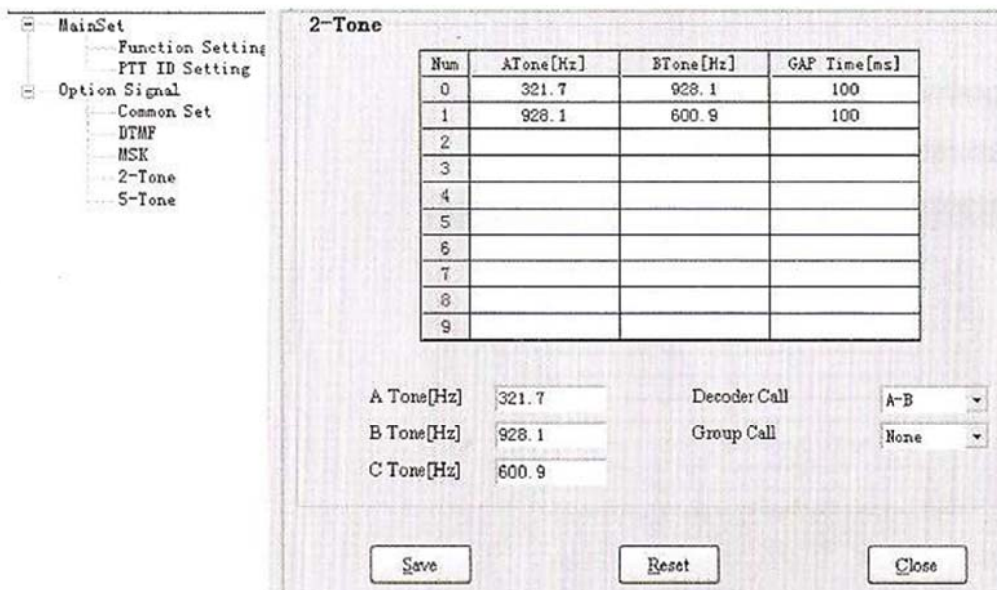 MainSet
Function Setting
PTT ID Setting
Option Signal
Common Set
DTMF
MSK
2-Tone
5-Tone
2-Tone
Num ATone[Hz] BTone[Hz] GAP Time[ms]
0 321.7 928.1 100
1 928.1 600.9 100
2
3
4
5
6
7
8
9
A Tone[Hz] 321.7 Decoder Call A-B
B Tone[Hz] 928.1 Group Call None
C Tone[Hz] 600.9
Save Reset Close